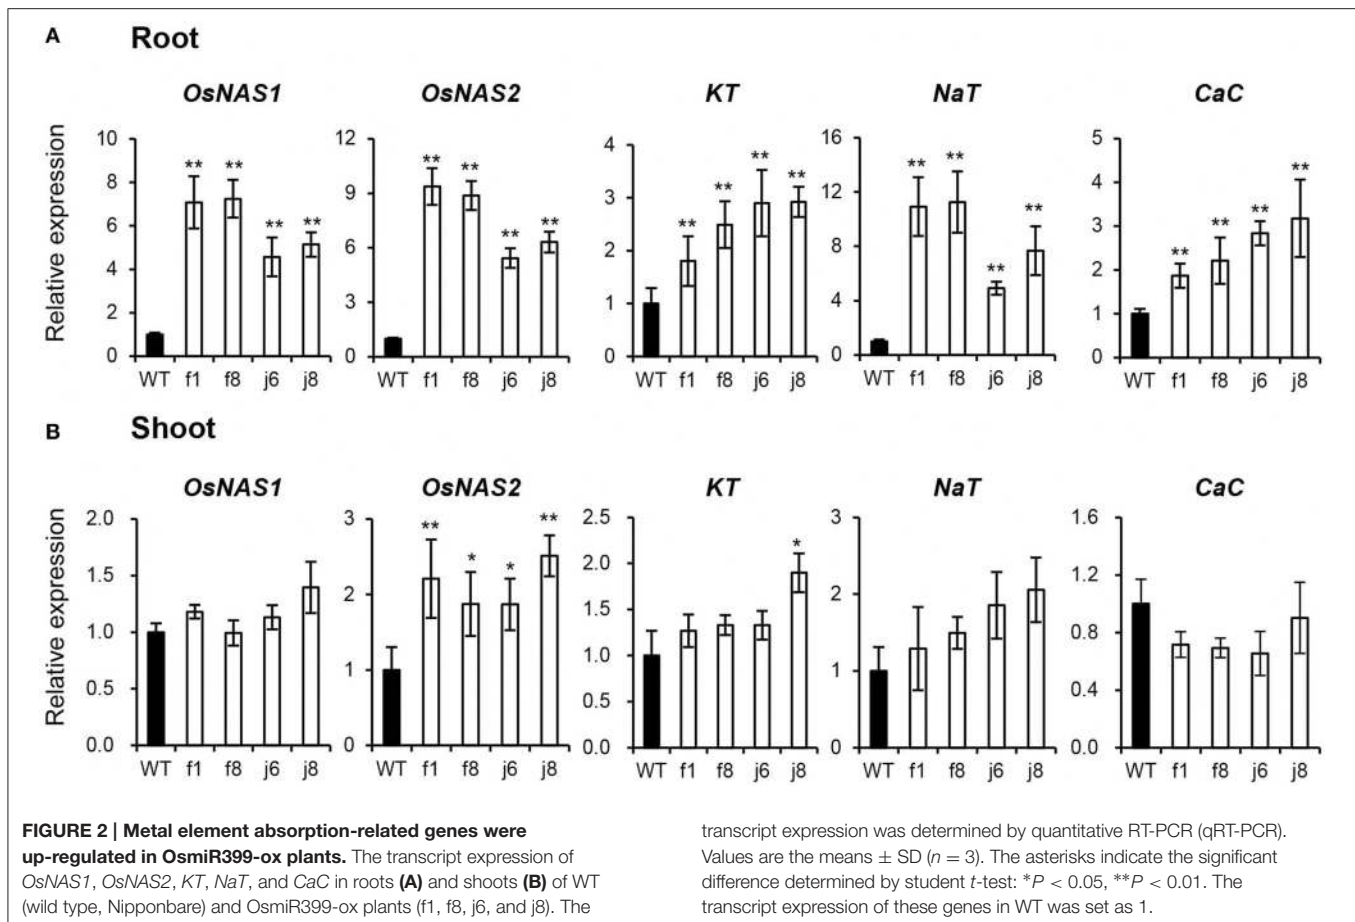 A Root
OsNAS1 OsNAS2 KT NaT CaC
Relative expression
10
8
6
4
2
0
WT f1 f8 j6 j8
** ** ** **
12
9
6
3
0
WT f1 f8 j6 j8
** ** ** **
4
3
2
1
0
WT f1 f8 j6 j8
** ** ** **
16
12
8
4
0
WT f1 f8 j6 j8
** ** ** **
5
4
3
2
1
0
WT f1 f8 j6 j8
** ** ** **
B Shoot
OsNAS1 OsNAS2 KT NaT CaC
Relative expression
2.0
1.5
1.0
0.5
0.0
WT f1 f8 j6 j8
3
2
1
0
WT f1 f8 j6 j8
** * * **
2.5
2.0
1.5
1.0
0.5
0.0
WT f1 f8 j6 j8
*
3
2
1
0
WT f1 f8 j6 j8
1.6
1.2
0.8
0.4
0.0
WT f1 f8 j6 j8
FIGURE 2 | Metal element absorption-related genes were
up-regulated in OsmiR399-ox plants. The transcript expression of
OsNAS1, OsNAS2, KT, NaT, and CaC in roots (A) and shoots (B) of WT
(wild type, Nipponbare) and OsmiR399-ox plants (f1, f8, j6, and j8). The
transcript expression was determined by quantitative RT-PCR (qRT-PCR).
Values are the means ± SD (n = 3). The asterisks indicate the significant
difference determined by student t-test: *P < 0.05, **P < 0.01. The
transcript expression of these genes in WT was set as 1.